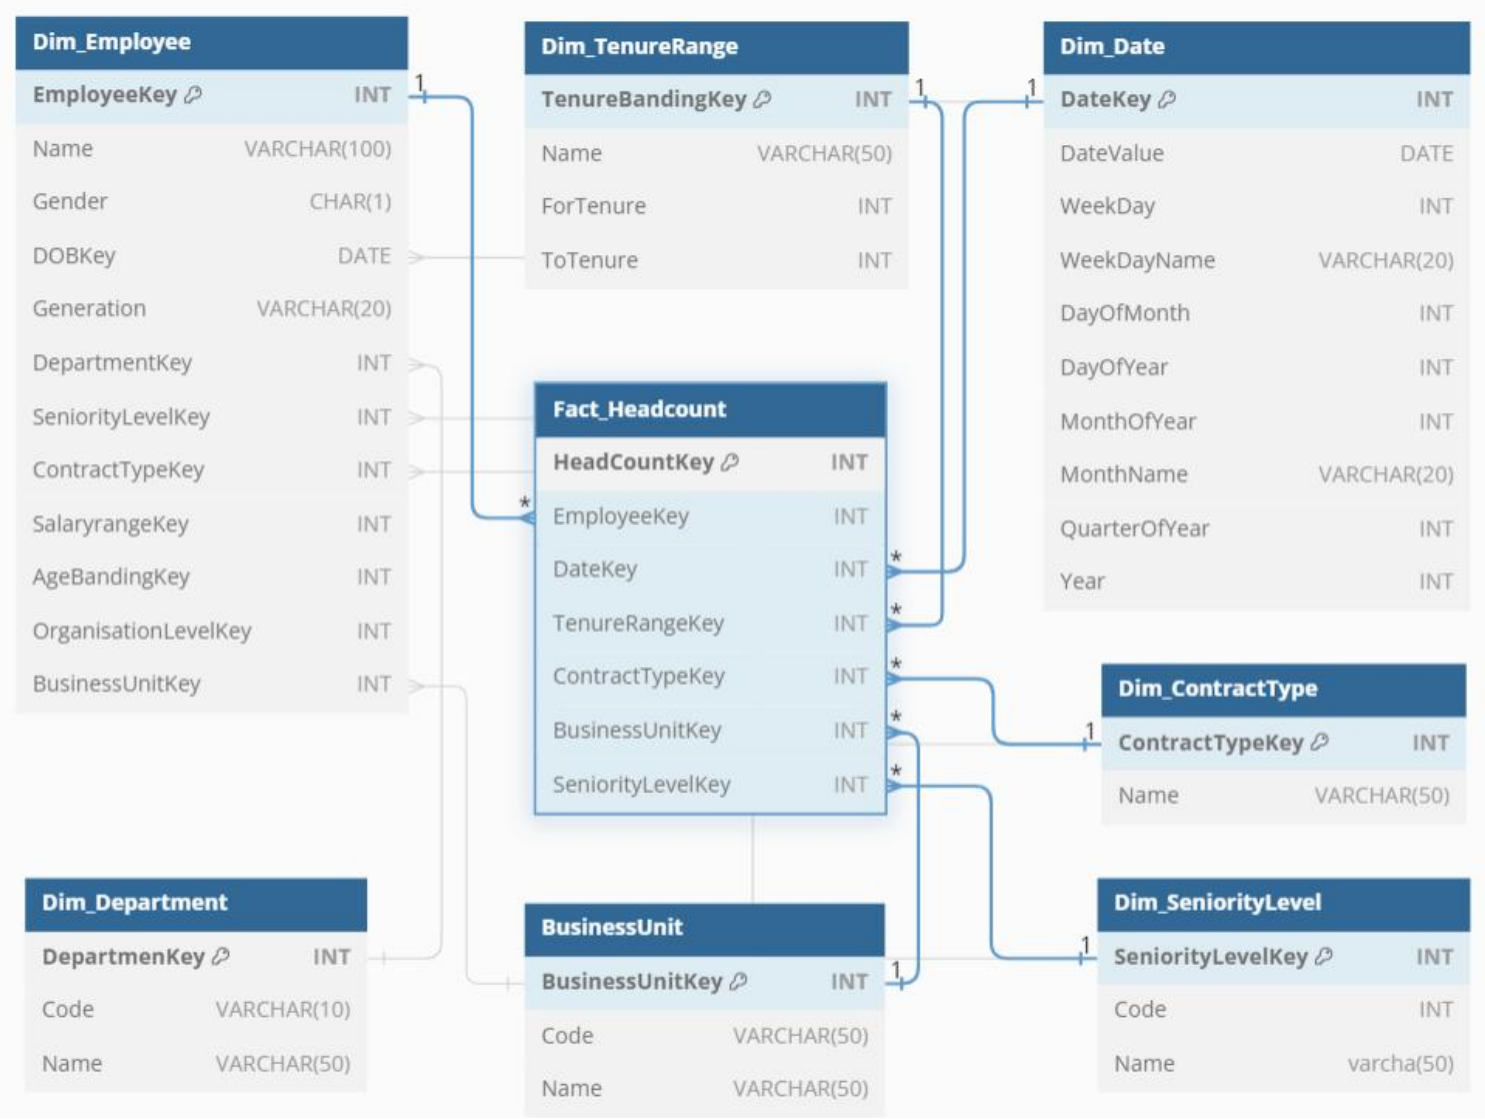 Dim_Employee
EmployeeKey INT
Name VARCHAR(100)
Gender CHAR(1)
DOBKey DATE
Generation VARCHAR(20)
DepartmentKey INT
SeniorityLevelKey INT
ContractTypeKey INT
SalaryrangeKey INT
AgeBandingKey INT
OrganisationLevelKey INT
BusinessUnitKey INT
1
Dim_TenureRange
TenureBandingKey INT
Name VARCHAR(50)
ForTenure INT
ToTenure INT
1
1
Dim_Date
DateKey INT
DateValue DATE
WeekDay INT
WeekDayName VARCHAR(20)
DayOfMonth INT
DayOfYear INT
MonthOfYear INT
MonthName VARCHAR(20)
QuarterOfYear INT
Year INT
Fact_Headcount
HeadCountKey INT
* EmployeeKey INT
DateKey INT *
TenureRangeKey INT *
ContractTypeKey INT *
BusinessUnitKey INT *
SeniorityLevelKey INT *
Dim_ContractType
1 ContractTypeKey INT
Name VARCHAR(50)
Dim_Department
DepartmenKey INT
Code VARCHAR(10)
Name VARCHAR(50)
BusinessUnit
BusinessUnitKey INT 1
Code VARCHAR(50)
Name VARCHAR(50)
Dim_SeniorityLevel
1 SeniorityLevelKey INT
Code INT
Name varcha(50)